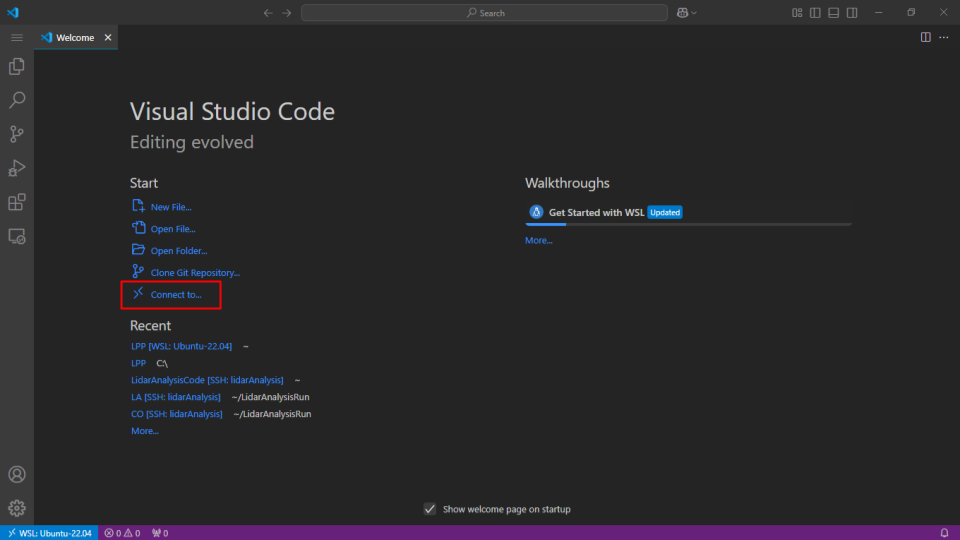 Search
Welcome
Visual Studio Code
Editing evolved
Start
New File...
Open File...
Open Folder...
Clone Git Repository...
Connect to...
Recent
LPP [WSL: Ubuntu-22.04] ~
LPP C:\
LidarAnalysisCode [SSH: lidarAnalysis] ~
LA [SSH: lidarAnalysis] ~/LidarAnalysisRun
CO [SSH: lidarAnalysis] ~/LidarAnalysisRun
More...
Walkthroughs
Get Started with WSL Updated
More...
Show welcome page on startup
WSL: Ubuntu-22.04 0 0 0